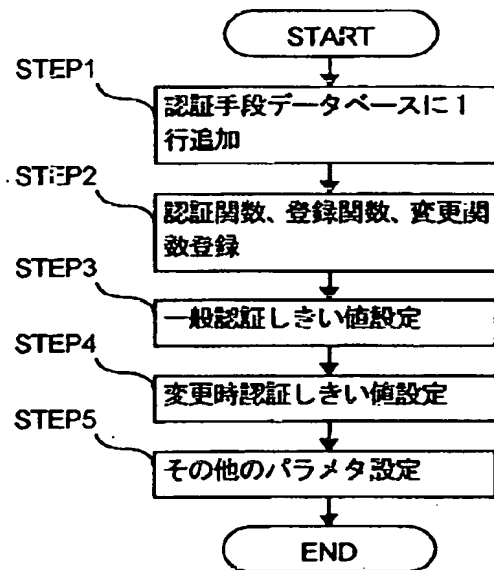 START
STEP1
認証手段データベースに1
行追加
STEP2
認証関数、登録関数、変更関
数登録
STEP3
一般認証しきい値設定
STEP4
変更時認証しきい値設定
STEP5
その他のパラメタ設定
END